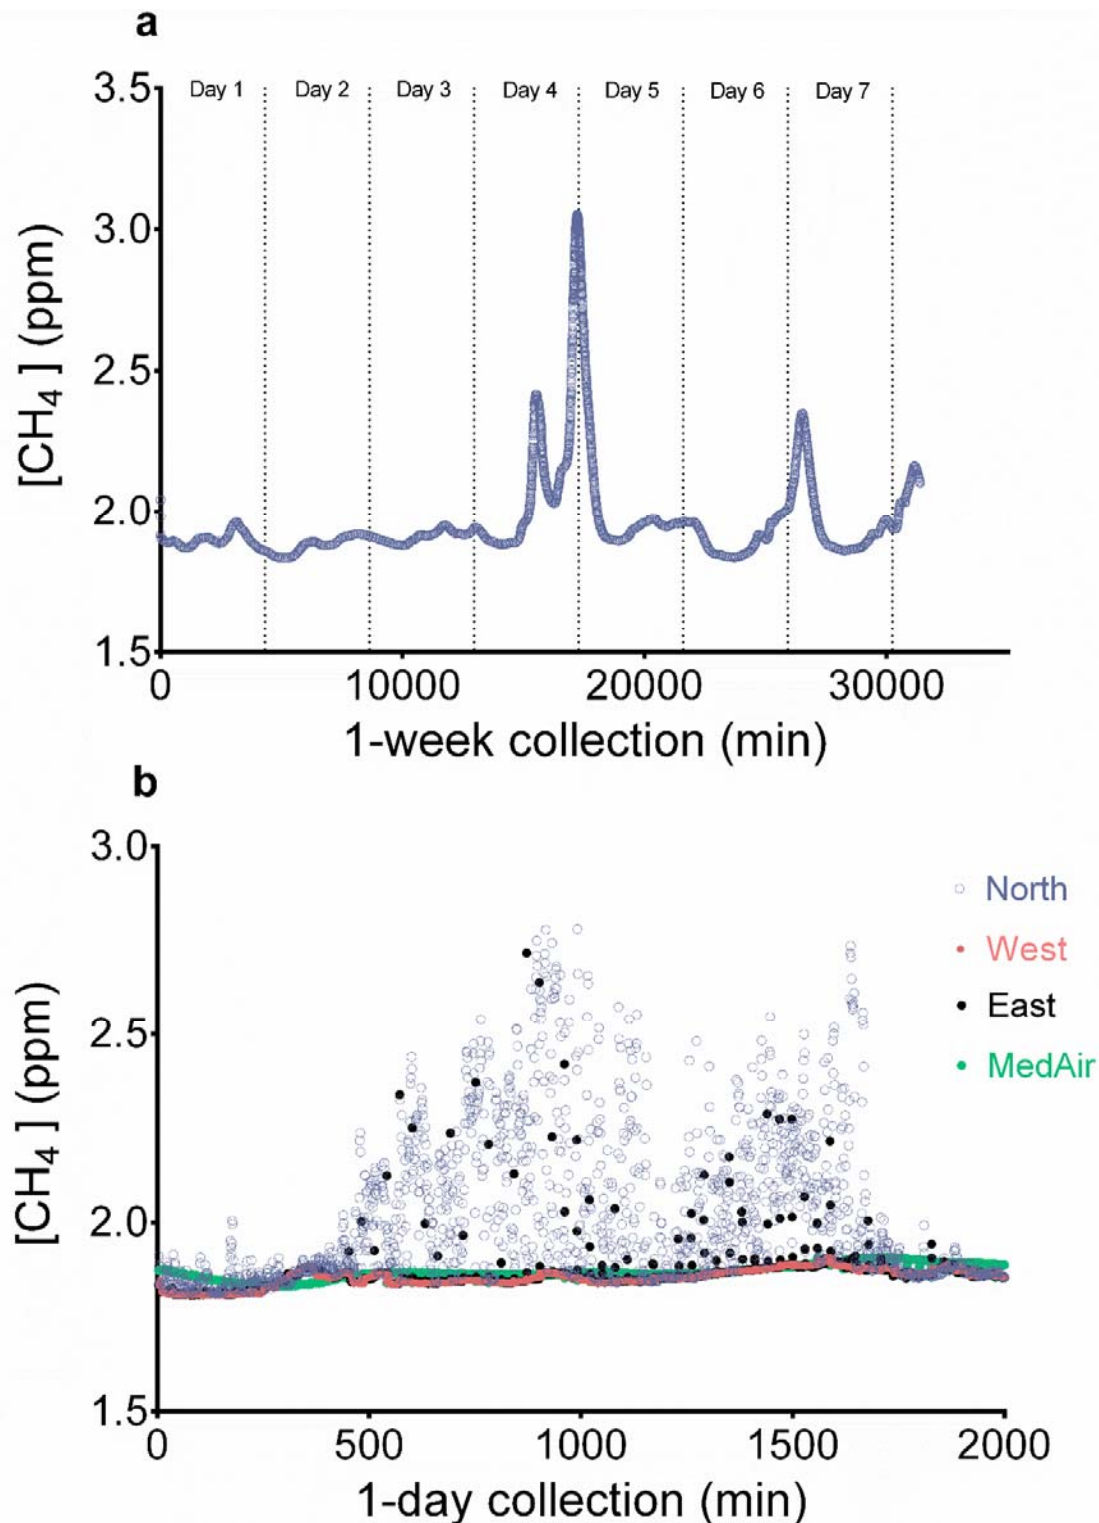 a
3.5
Day 1 Day 2 Day 3 Day 4 Day 5 Day 6 Day 7
3.0
2.5
2.0
1.5
[CH₄] (ppm)
0 10000 20000 30000
1-week collection (min)
b
3.0
2.5
2.0
1.5
[CH₄] (ppm)
North
West
East
MedAir
0 500 1000 1500 2000
1-day collection (min)